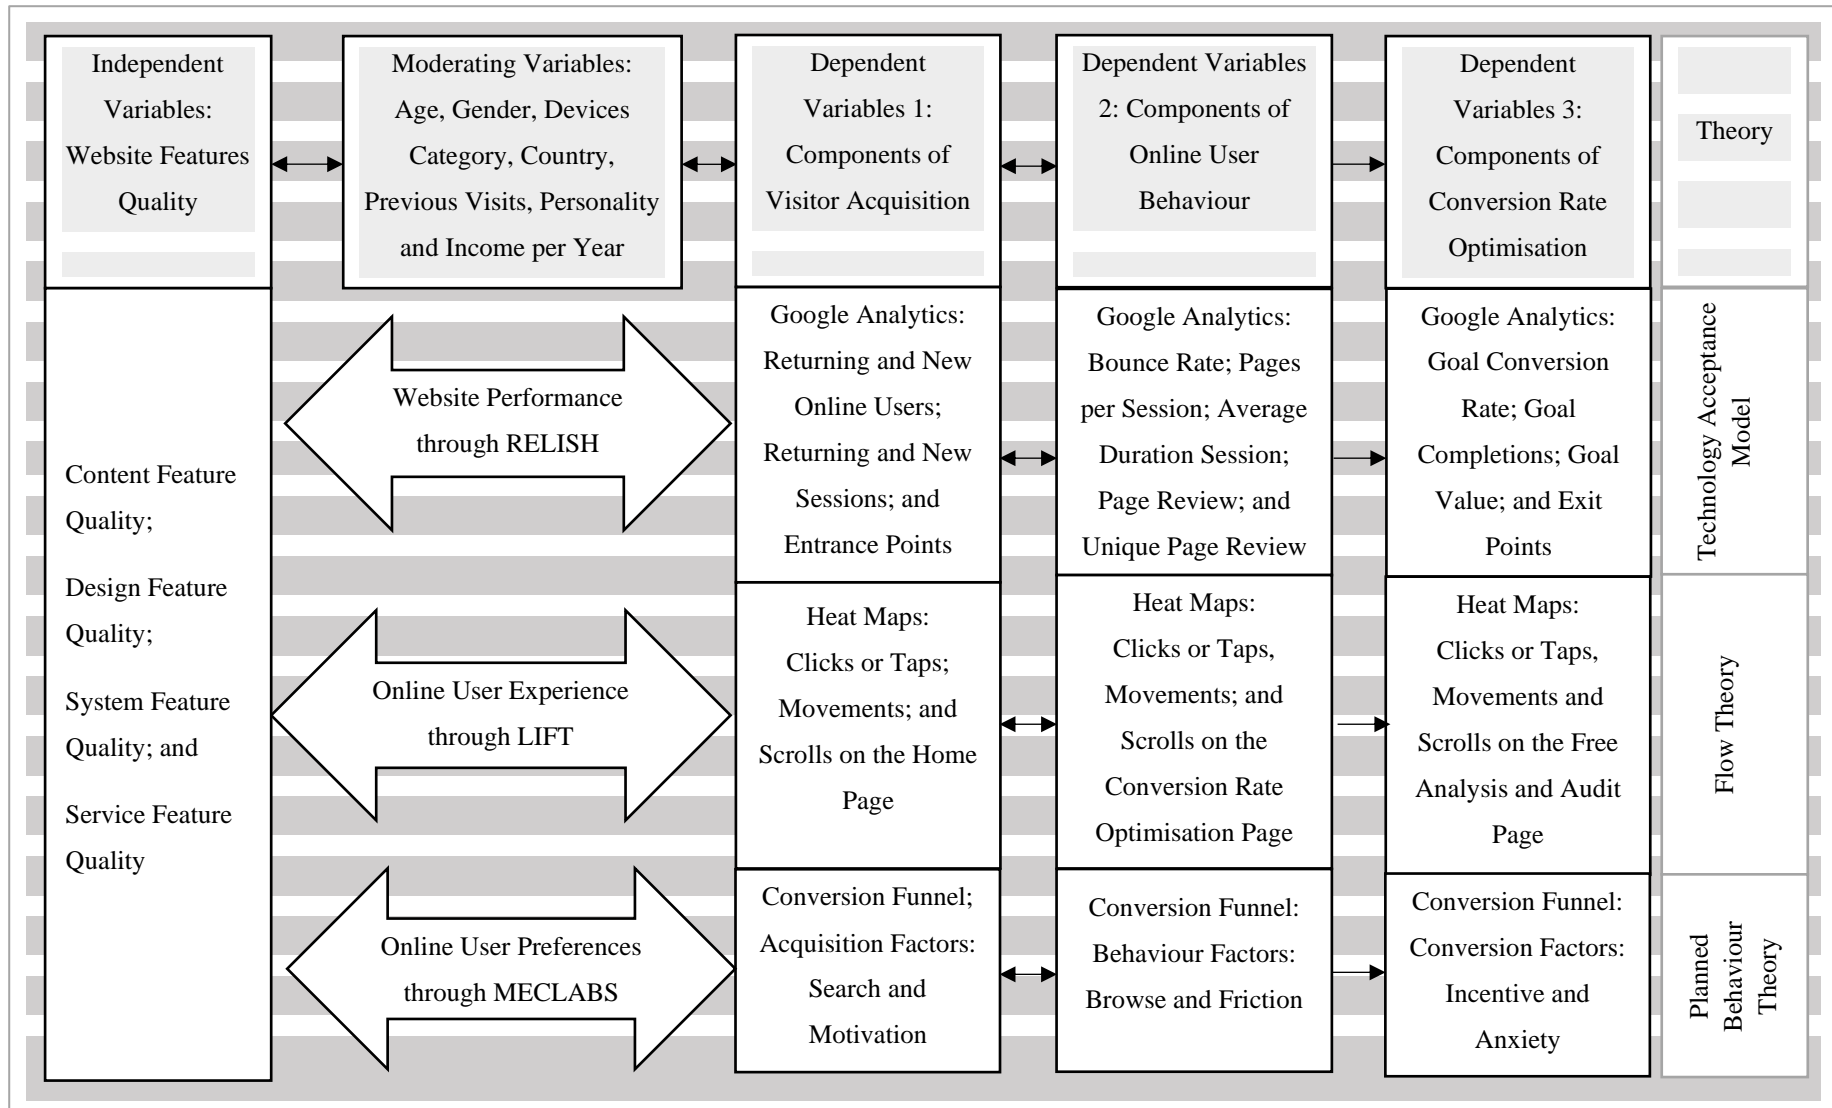 Independent
Variables:
Website Features
Quality
Moderating Variables:
Age, Gender, Devices
Category, Country,
Previous Visits, Personality
and Income per Year
Dependent
Variables 1:
Components of
Visitor Acquisition
Dependent Variables
2: Components of
Online User
Behaviour
Dependent
Variables 3:
Components of
Conversion Rate
Optimisation
Theory
Content Feature
Quality;
Design Feature
Quality;
System Feature
Quality; and
Service Feature
Quality
Website Performance
through RELISH
Google Analytics:
Returning and New
Online Users;
Returning and New
Sessions; and
Entrance Points
Google Analytics:
Bounce Rate; Pages
per Session; Average
Duration Session;
Page Review; and
Unique Page Review
Google Analytics:
Goal Conversion
Rate; Goal
Completions; Goal
Value; and Exit
Points
Technology Acceptance
Model
Online User Experience
through LIFT
Heat Maps:
Clicks or Taps;
Movements; and
Scrolls on the Home
Page
Heat Maps:
Clicks or Taps,
Movements; and
Scrolls on the
Conversion Rate
Optimisation Page
Heat Maps:
Clicks or Taps,
Movements and
Scrolls on the Free
Analysis and Audit
Page
Flow Theory
Online User Preferences
through MECLABS
Conversion Funnel;
Acquisition Factors:
Search and
Motivation
Conversion Funnel:
Behaviour Factors:
Browse and Friction
Conversion Funnel:
Conversion Factors:
Incentive and
Anxiety
Planned
Behaviour
Theory